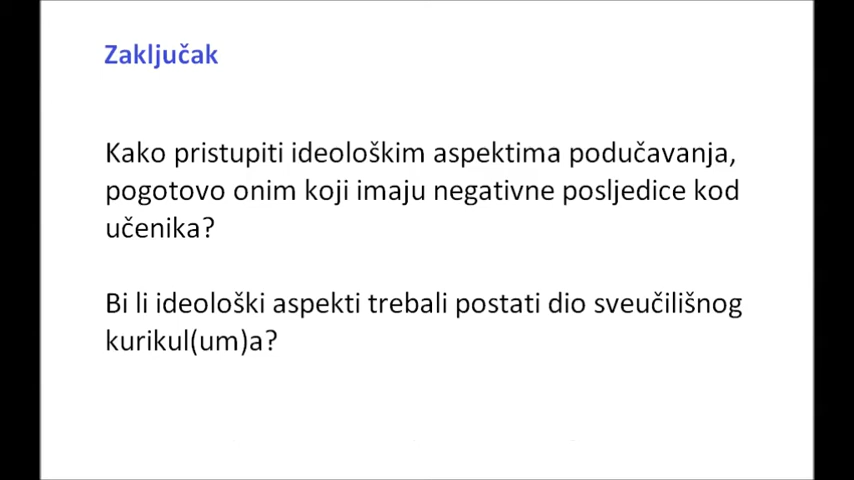 Zaključak
Kako pristupiti ideološkim aspektima podučavanja,
pogotovo onim koji imaju negativne posljedice kod
učenika?
Bi li ideološki aspekti trebali postati dio sveučilišnog
kurikul(um)a?